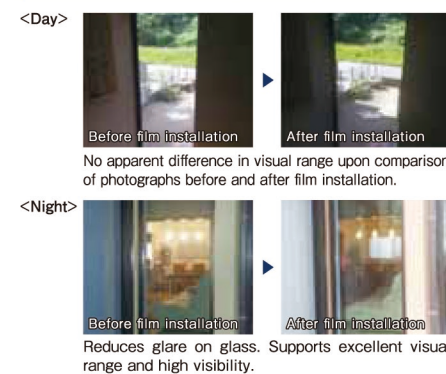 <Day>
Before film installation
After film installation
No apparent difference in visual range upon comparison
of photographs before and after film installation.
<Night>
Before film installation
After film installation
Reduces glare on glass. Supports excellent visua
range and high visibility.